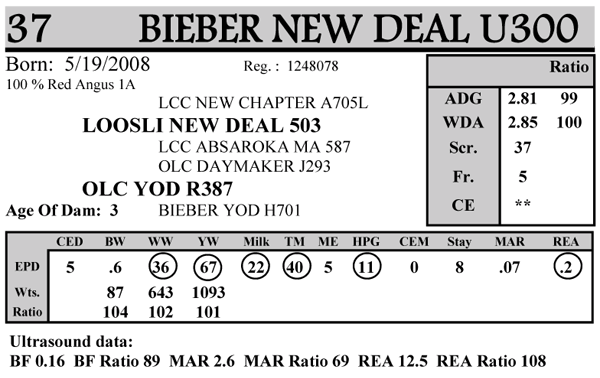 37 BIEBER NEW DEAL U300
Born: 5/19/2008 Reg. : 1248078
100 % Red Angus 1A
LCC NEW CHAPTER A705L
LOOSLI NEW DEAL 503
LCC ABSAROKA MA 587
OLC DAYMAKER J293
OLC YOD R387
Age Of Dam: 3 BIEBER YOD H701
Ratio
ADG 2.81 99
WDA 2.85 100
Scr. 37
Fr. 5
CE **
CED BW WW YW Milk TM ME HPG CEM Stay MAR REA
EPD 5 .6 36 67 22 40 5 11 0 8 .07 .2
Wts. 87 643 1093
Ratio 104 102 101
Ultrasound data:
BF 0.16 BF Ratio 89 MAR 2.6 MAR Ratio 69 REA 12.5 REA Ratio 108